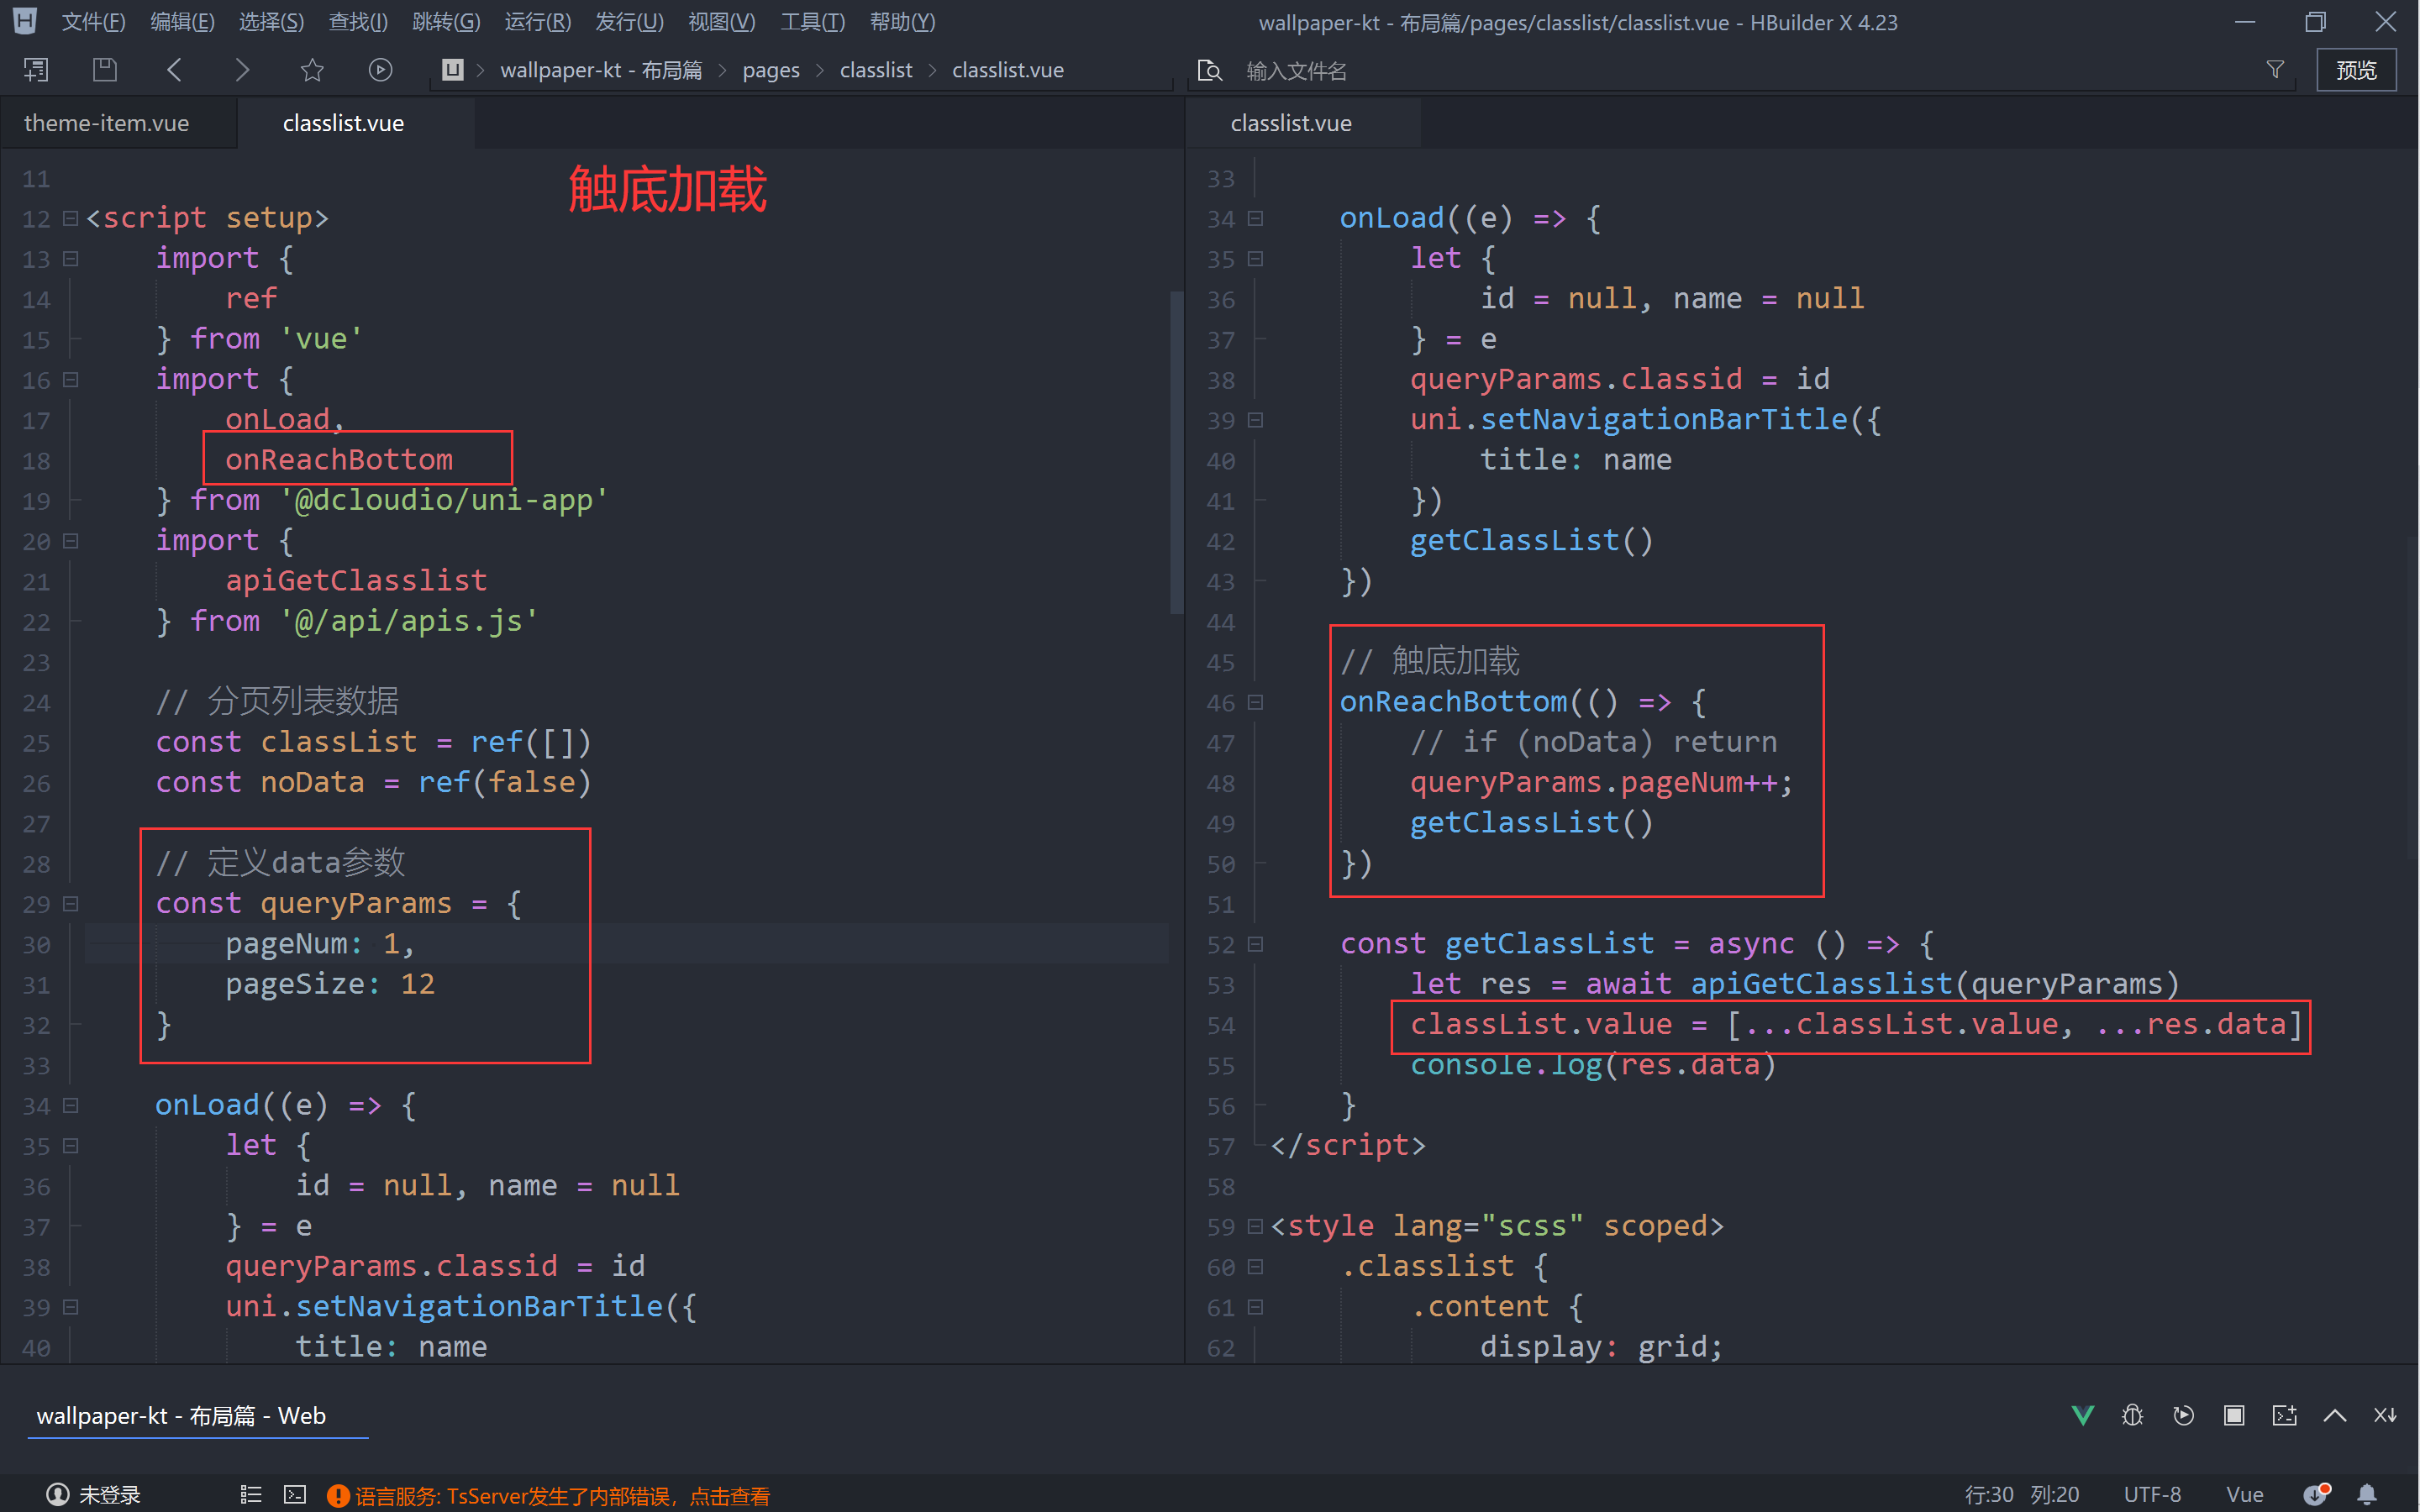 文件(F) 编辑(E) 选择(S) 查找(I) 跳转(G) 运行(R) 发行(U) 视图(V) 工具(T) 帮助(Y)
wallpaper-kt - 布局篇/pages/classlist/classlist.vue - HBuilder X 4.23
wallpaper-kt - 布局篇 > pages > classlist > classlist.vue
输入文件名
预览
theme-item.vue
classlist.vue
触底加载
11
12 <script setup>
13 import {
14 ref
15 } from 'vue'
16 import {
17 onLoad,
18 onReachBottom
19 } from '@dcloudio/uni-app'
20 import {
21 apiGetClasslist
22 } from '@/api/apis.js'
23
24 // 分页列表数据
25 const classList = ref([])
26 const noData = ref(false)
27
28 // 定义data参数
29 const queryParams = {
30 pageNum: 1,
31 pageSize: 12
32 }
33
34 onLoad((e) => {
35 let {
36 id = null, name = null
37 } = e
38 queryParams.classid = id
39 uni.setNavigationBarTitle({
40 title: name
classlist.vue
33
34 onLoad((e) => {
35 let {
36 id = null, name = null
37 } = e
38 queryParams.classid = id
39 uni.setNavigationBarTitle({
40 title: name
41 })
42 getClassList()
43 })
44
45 // 触底加载
46 onReachBottom(() => {
47 // if (noData) return
48 queryParams.pageNum++;
49 getClassList()
50 })
51
52 const getClassList = async () => {
53 let res = await apiGetClasslist(queryParams)
54 classList.value = [...classList.value, ...res.data]
55 console.log(res.data)
56 }
57 </script>
58
59 <style lang="scss" scoped>
60 .classlist {
61 .content {
62 display: grid;
wallpaper-kt - 布局篇 - Web
未登录
语言服务: TsServer发生了内部错误，点击查看
行:30 列:20
UTF-8
Vue